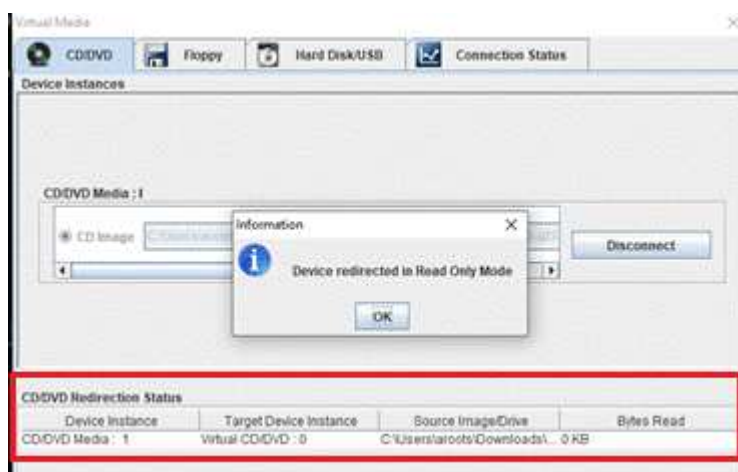 Virtual Media
CD/DVD Floppy Hard Disk/USB Connection Status
Device Instances
CD/DVD Media : I
CD Image
Disconnect
Information
Device redirected in Read Only Mode
OK
CD/DVD Redirection Status
Device Instance Target Device Instance Source Image/Drive Bytes Read
CD/DVD Media : 1 Virtual CD/DVD : 0 C:\Users\aroots\Downloads\... 0 KB